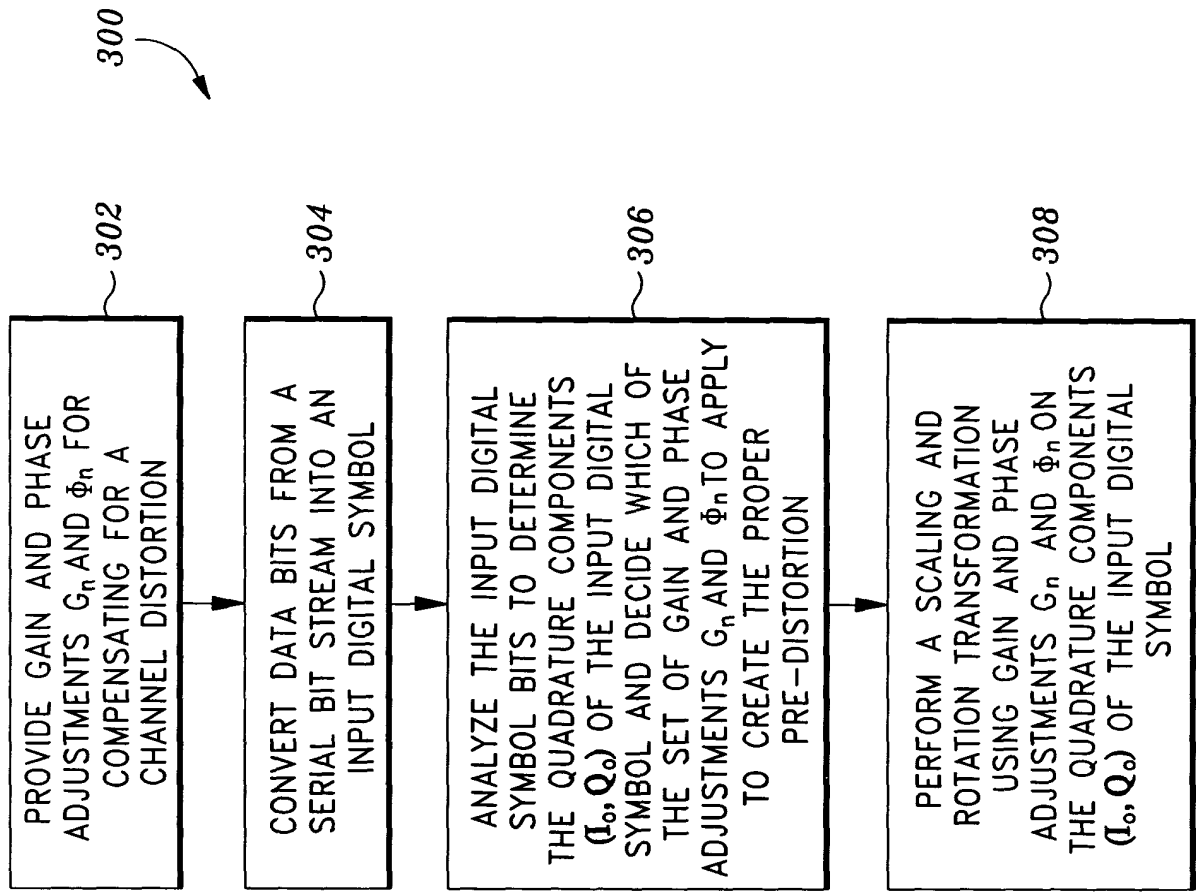 300
PROVIDE GAIN AND PHASE
ADJUSTMENTS Gn AND Φn FOR
COMPENSATING FOR A
CHANNEL DISTORTION
302
CONVERT DATA BITS FROM A
SERIAL BIT STREAM INTO AN
INPUT DIGITAL SYMBOL
304
ANALYZE THE INPUT DIGITAL
SYMBOL BITS TO DETERMINE
THE QUADRATURE COMPONENTS
(I₀, Q₀) OF THE INPUT DIGITAL
SYMBOL AND DECIDE WHICH OF
THE SET OF GAIN AND PHASE
ADJUSTMENTS Gn AND Φn TO APPLY
TO CREATE THE PROPER
PRE-DISTORTION
306
PERFORM A SCALING AND
ROTATION TRANSFORMATION
USING GAIN AND PHASE
ADJUSTMENTS Gn AND Φn ON
THE QUADRATURE COMPONENTS
(I₀, Q₀) OF THE INPUT DIGITAL
SYMBOL
308